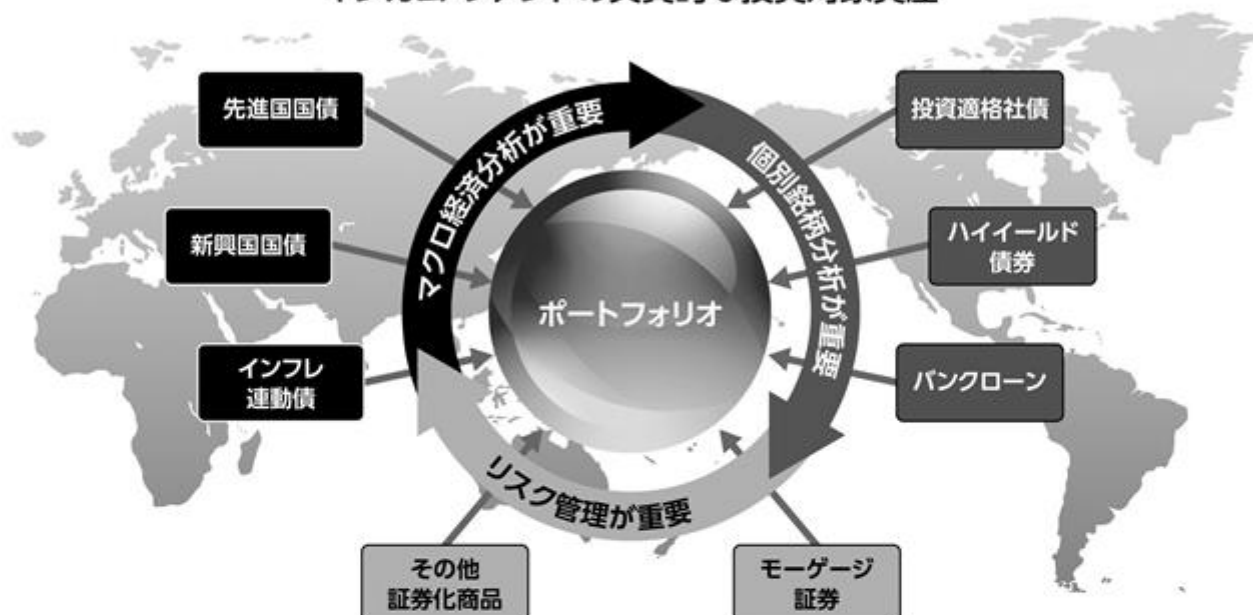 先進国国債
新興国国債
インフレ
連動債
マクロ経済分析が重要
ポートフォリオ
個別銘柄分析が重要
リスク管理が重要
投資適格社債
ハイイールド
債券
バンクローン
その他
証券化商品
モーゲージ
証券